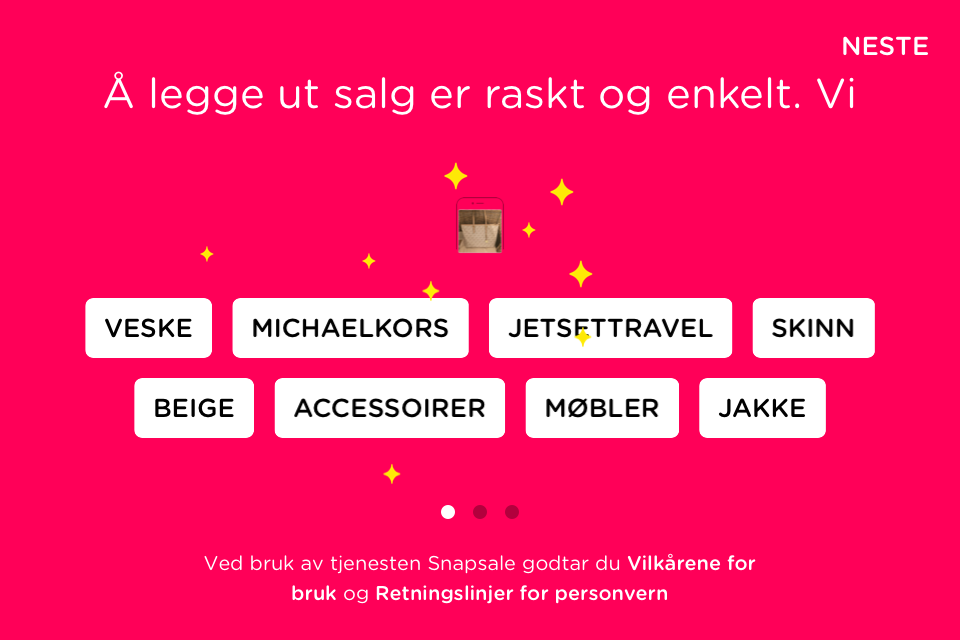 NESTE
Å legge ut salg er raskt og enkelt. Vi
VESKE MICHAELKORS JETSETTRAVEL SKINN
BEIGE ACCESSOIRER MØBLER JAKKE
Ved bruk av tjenesten Snapsale godtar du Vilkårene for
bruk og Retningslinjer for personvern